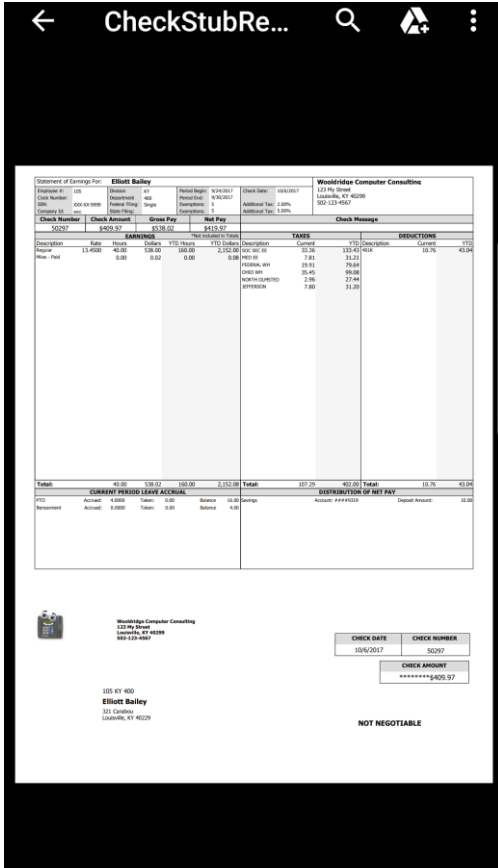 CheckStubRe...
Statement of Earnings For: Elliott Bailey
Employee #: 105 Division KY Period Begin: 9/24/2017 Check Date: 10/6/2017 Wooldridge Computer Consulting
Clock Number: Department 400 Period End: 9/30/2017 123 My Street
SSN: XXX-XX-9999 Federal Filing: Single Exemptions: 5 Additional Tax: 2.00% Louisville, KY 40299
Company Id: State Filing: Exemptions: 5 Additional Tax: 5.00% 502-123-4567
Check Number Check Amount Gross Pay Net Pay Check Message
50297 $409.97 $538.02 $419.97
EARNINGS *Not Included in Totals TAXES DEDUCTIONS
Description Rate Hours Dollars YTD Hours YTD Dollars Description Current YTD Description Current YTD
Regular 13.4500 40.00 538.00 160.00 2,152.00 SOC SEC EE 33.36 133.43 401K 10.76 43.04
Miles - Paid 0.00 0.02 0.00 0.08 MED EE 7.81 31.21
FEDERAL WH 19.91 79.64
OHIO WH 35.45 99.08
NORTH OLMSTED 2.96 27.44
JEFFERSON 7.80 31.20
Total: 40.00 538.02 160.00 2,152.08 Total: 107.29 402.00 Total: 10.76 43.04
CURRENT PERIOD LEAVE ACCRUAL DISTRIBUTION OF NET PAY
PTO Accrued: 4.0000 Taken: 0.00 Balance 16.00 Savings Account: Deposit Amount: 10.00
Accrued: 0.0000 Taken: 0.00 Balance 4.00
Wooldridge Computer Consulting
123 My Street
Louisville, KY 40299
502-123-4567
CHECK DATE CHECK NUMBER
10/6/2017 50297
CHECK AMOUNT
********$409.97
105 KY 400
Elliott Bailey
321 Caribou
Louisville, KY 40229
NOT NEGOTIABLE